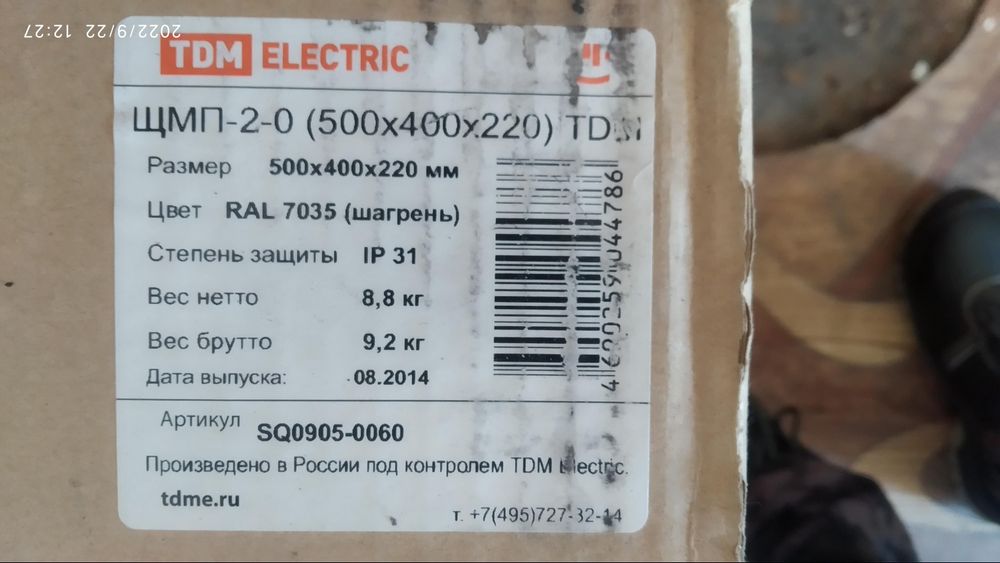 2022/9/22 12:27
TDM ELECTRIC
ЩМП-2-0 (500х400х220) TDM
Размер 500х400х220 мм
Цвет RAL 7035 (шагрень)
Степень защиты IP 31
Вес нетто 8,8 кг
Вес брутто 9,2 кг
Дата выпуска: 08.2014
Артикул SQ0905-0060
Произведено в России под контролем TDM Electric.
tdme.ru
т. +7(495)727-32-14